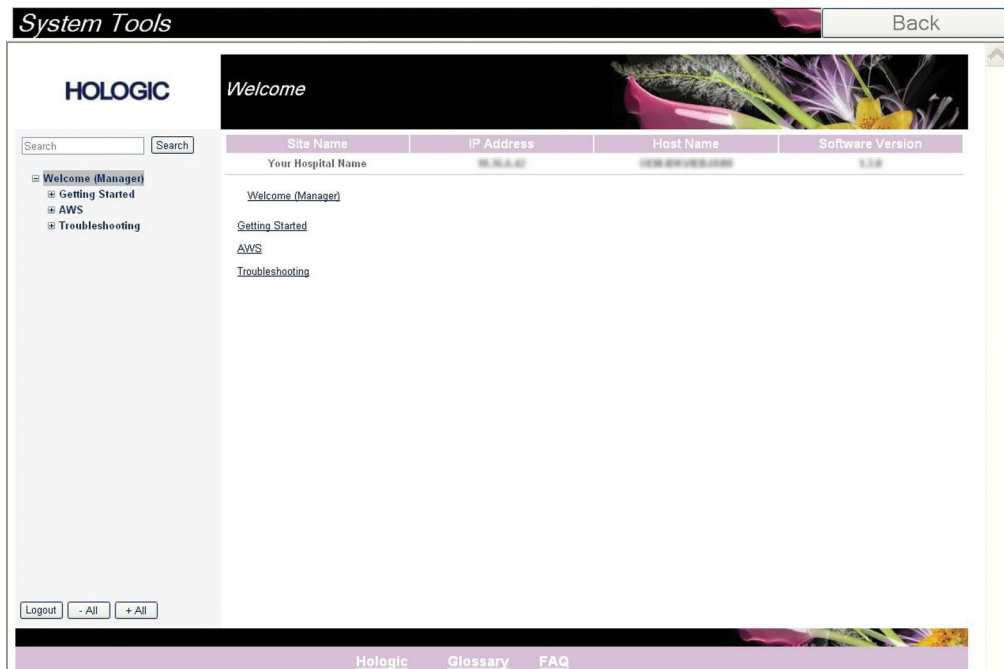 System Tools
Back
HOLOGIC
Welcome
Search
Search
Site Name IP Address Host Name Software Version
Your Hospital Name
Welcome (Manager)
Getting Started
AWS
Troubleshooting
Welcome (Manager)
Getting Started
AWS
Troubleshooting
Logout - All + All
Hologic Glossary FAQ